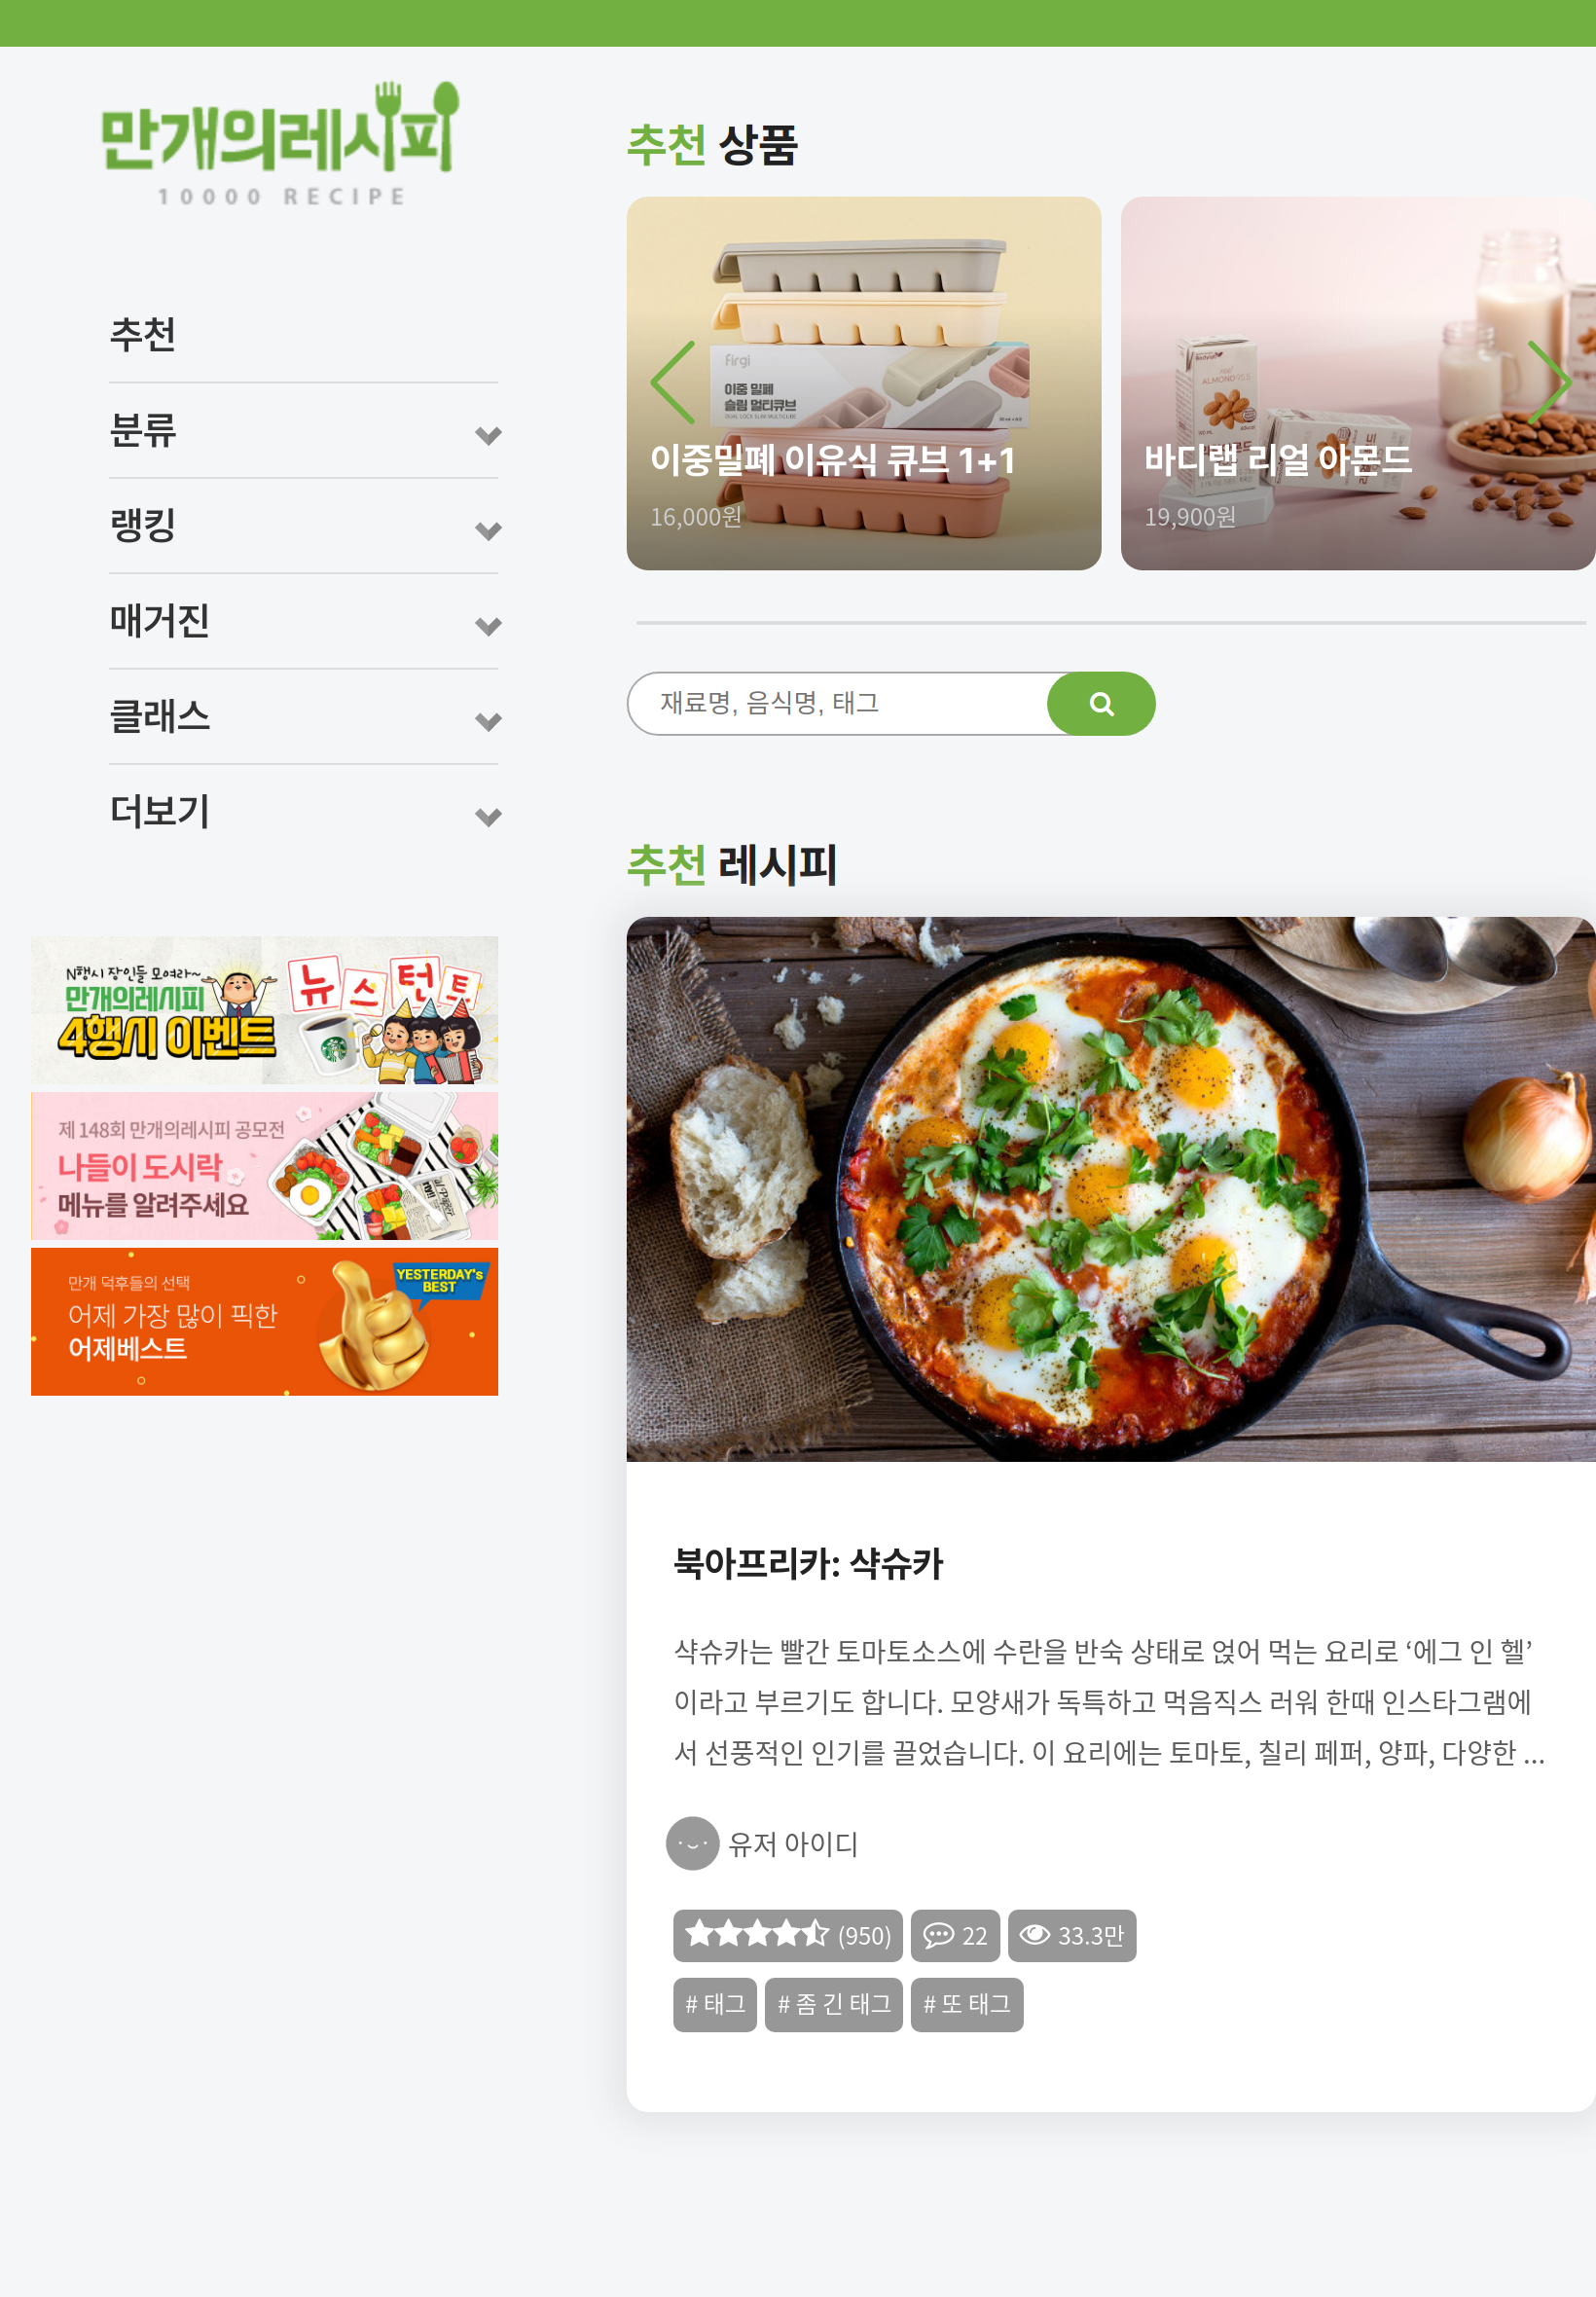 만개의레시피
10000 RECIPE
추천
분류
랭킹
매거진
클래스
더보기
N행시 장인들 모여라~
만개의레시피
4행시 이벤트
뉴스턴트
제 148회 만개의레시피 공모전
나들이 도시락
메뉴를 알려주세요
만개 덕후들의 선택
어제 가장 많이 픽한
어제베스트
YESTERDAY's
BEST
추천 상품
firgi
이중 밀폐
슬림 멀티큐브
DUAL LOCK SLIM MULTICUBE
이중밀폐 이유식 큐브 1+1
16,000원
real
ALMOND
바디랩 리얼 아몬드
19,900원
재료명, 음식명, 태그
추천 레시피
북아프리카: 샥슈카
샥슈카는 빨간 토마토소스에 수란을 반숙 상태로 얹어 먹는 요리로 ‘에그 인 헬’
이라고 부르기도 합니다. 모양새가 독특하고 먹음직스 러워 한때 인스타그램에
서 선풍적인 인기를 끌었습니다. 이 요리에는 토마토, 칠리 페퍼, 양파, 다양한 ...
유저 아이디
(950) 22 33.3만
# 태그 # 좀 긴 태그 # 또 태그